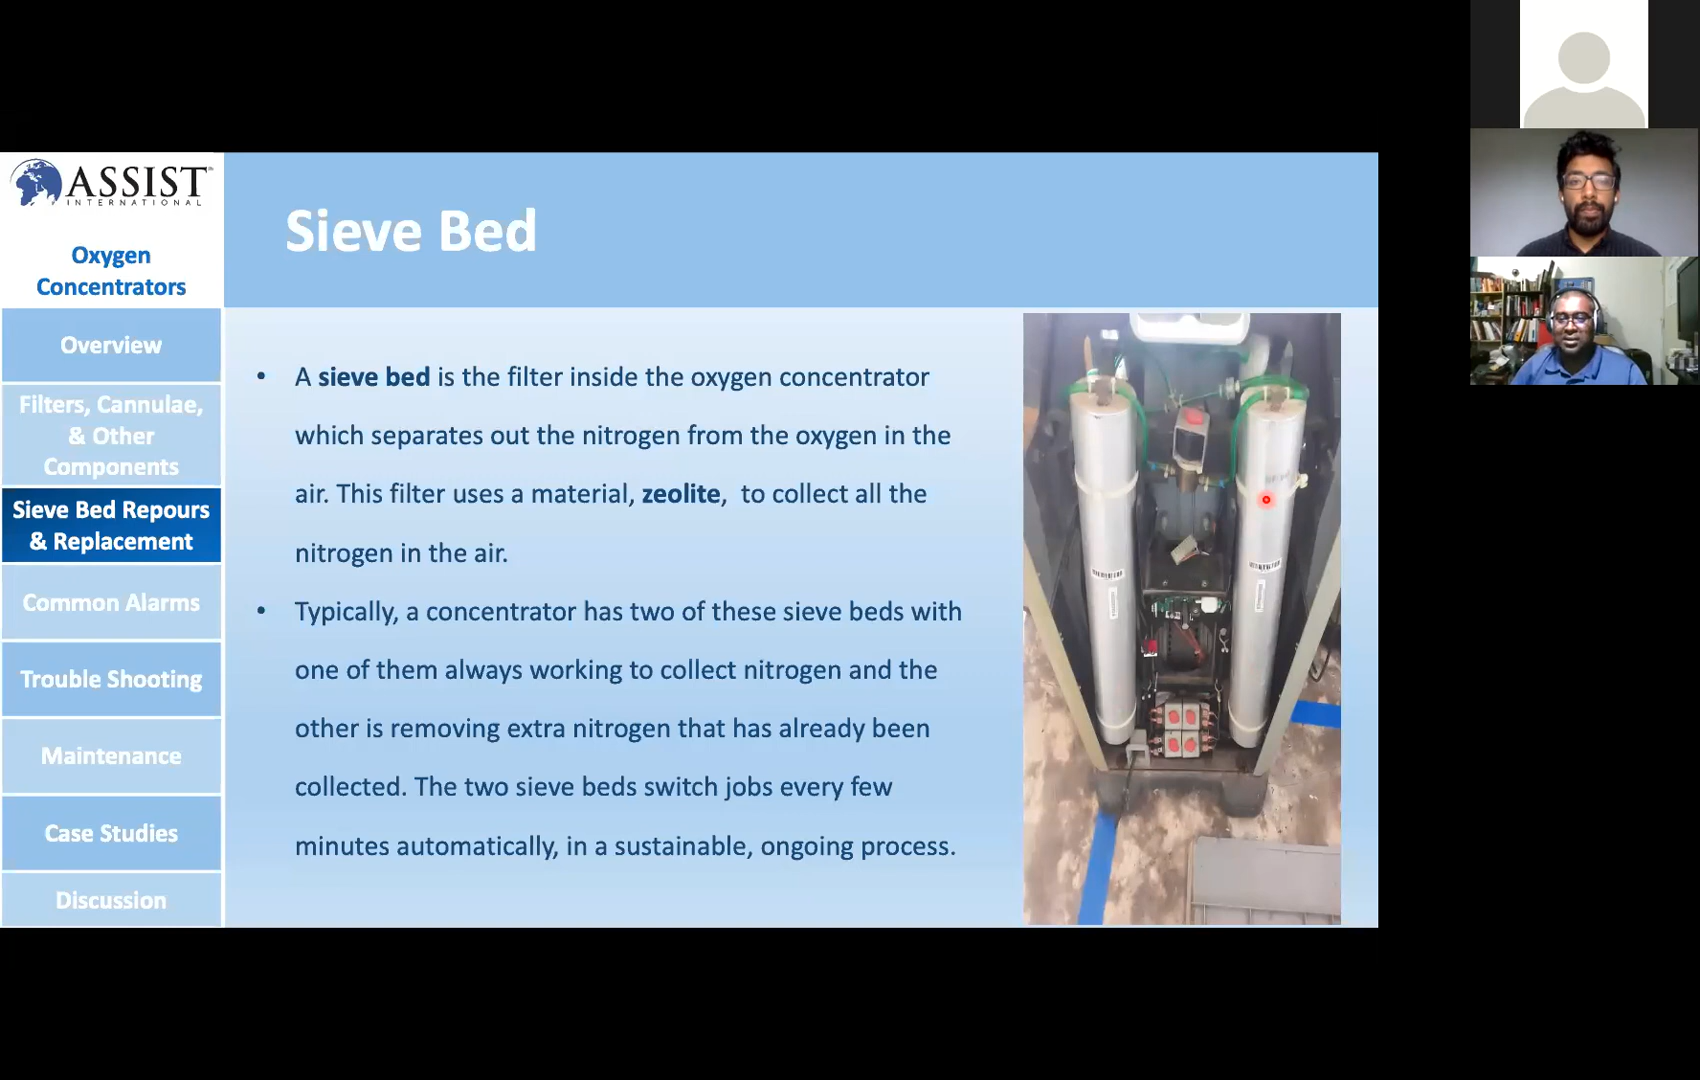 ASSIST
INTERNATIONAL
Oxygen
Concentrators
Overview
Filters, Cannulae,
& Other
Components
Sieve Bed Repours
& Replacement
Common Alarms
Trouble Shooting
Maintenance
Case Studies
Discussion
Sieve Bed
• A sieve bed is the filter inside the oxygen concentrator
which separates out the nitrogen from the oxygen in the
air. This filter uses a material, zeolite, to collect all the
nitrogen in the air.
• Typically, a concentrator has two of these sieve beds with
one of them always working to collect nitrogen and the
other is removing extra nitrogen that has already been
collected. The two sieve beds switch jobs every few
minutes automatically, in a sustainable, ongoing process.